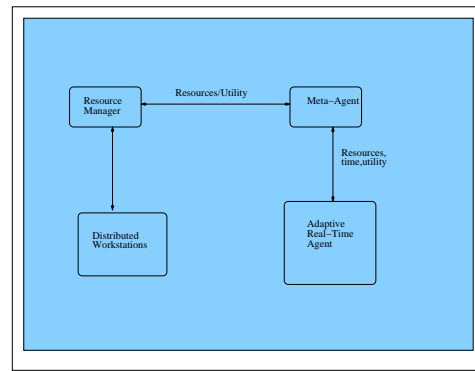 Resource
Manager
Resources/Utility
Meta−Agent
Resources,
time,utility
Distributed
Workstations
Adaptive
Real−Time
Agent